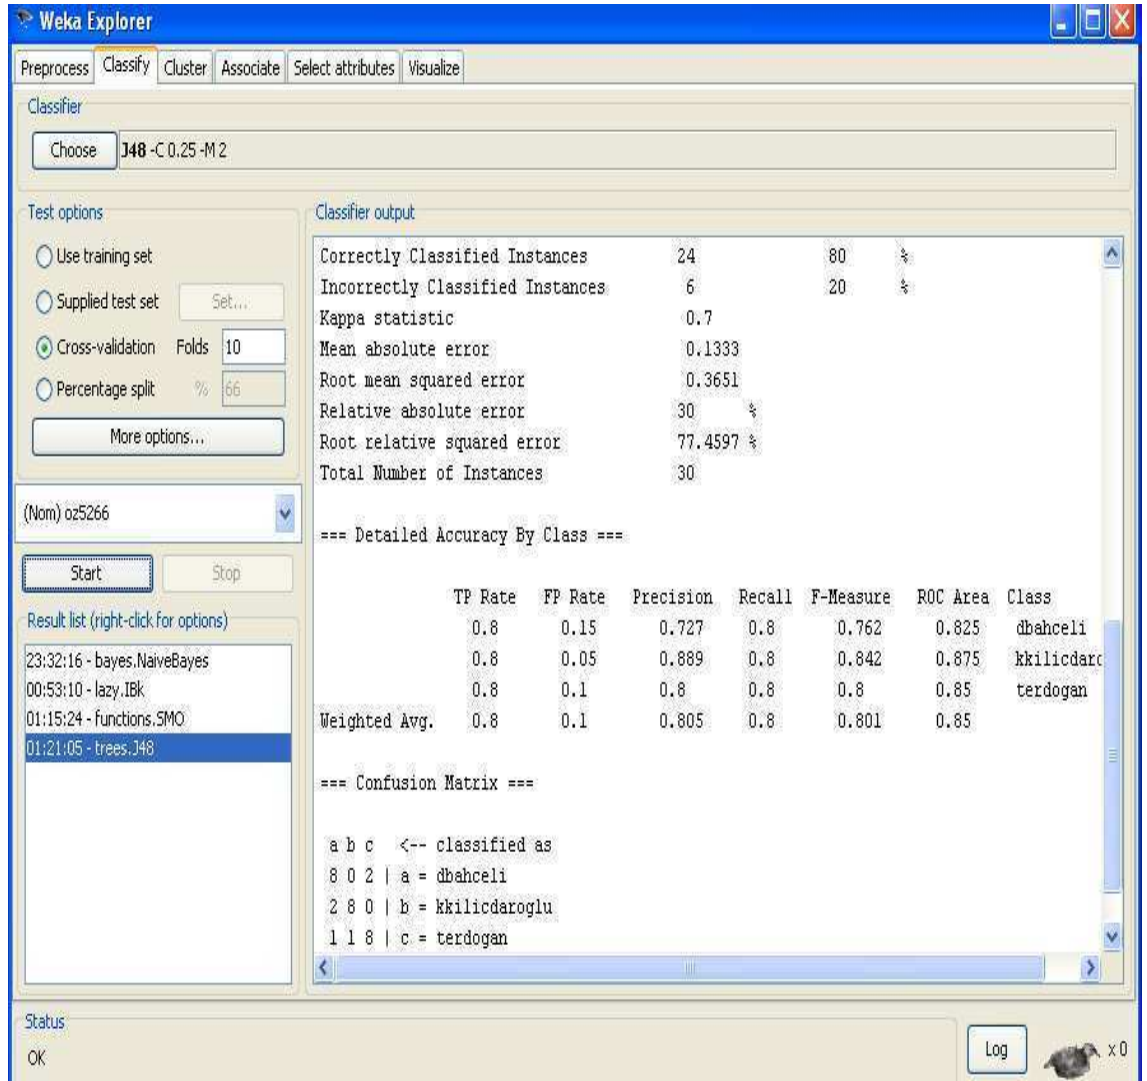 Weka Explorer
Preprocess Classify Cluster Associate Select attributes Visualize
Classifier
Choose J48 -C 0.25 -M 2
Test options
Use training set
Supplied test set Set...
Cross-validation Folds 10
Percentage split % 66
More options...
(Nom) oz5266
Start Stop
Result list (right-click for options)
23:32:16 - bayes.NaiveBayes
00:53:10 - lazy.IBk
01:15:24 - functions.SMO
01:21:05 - trees.J48
Classifier output
Correctly Classified Instances 24 80 %
Incorrectly Classified Instances 6 20 %
Kappa statistic 0.7
Mean absolute error 0.1333
Root mean squared error 0.3651
Relative absolute error 30 %
Root relative squared error 77.4597 %
Total Number of Instances 30
=== Detailed Accuracy By Class ===
TP Rate FP Rate Precision Recall F-Measure ROC Area Class
0.8 0.15 0.727 0.8 0.762 0.825 dbahceli
0.8 0.05 0.889 0.8 0.842 0.875 kkilicdarc
0.8 0.1 0.8 0.8 0.8 0.85 terdogan
Weighted Avg. 0.8 0.1 0.805 0.8 0.801 0.85
=== Confusion Matrix ===
a b c <-- classified as
8 0 2 | a = dbahceli
2 8 0 | b = kkilicdaroglu
1 1 8 | c = terdogan
Status
OK
Log x 0